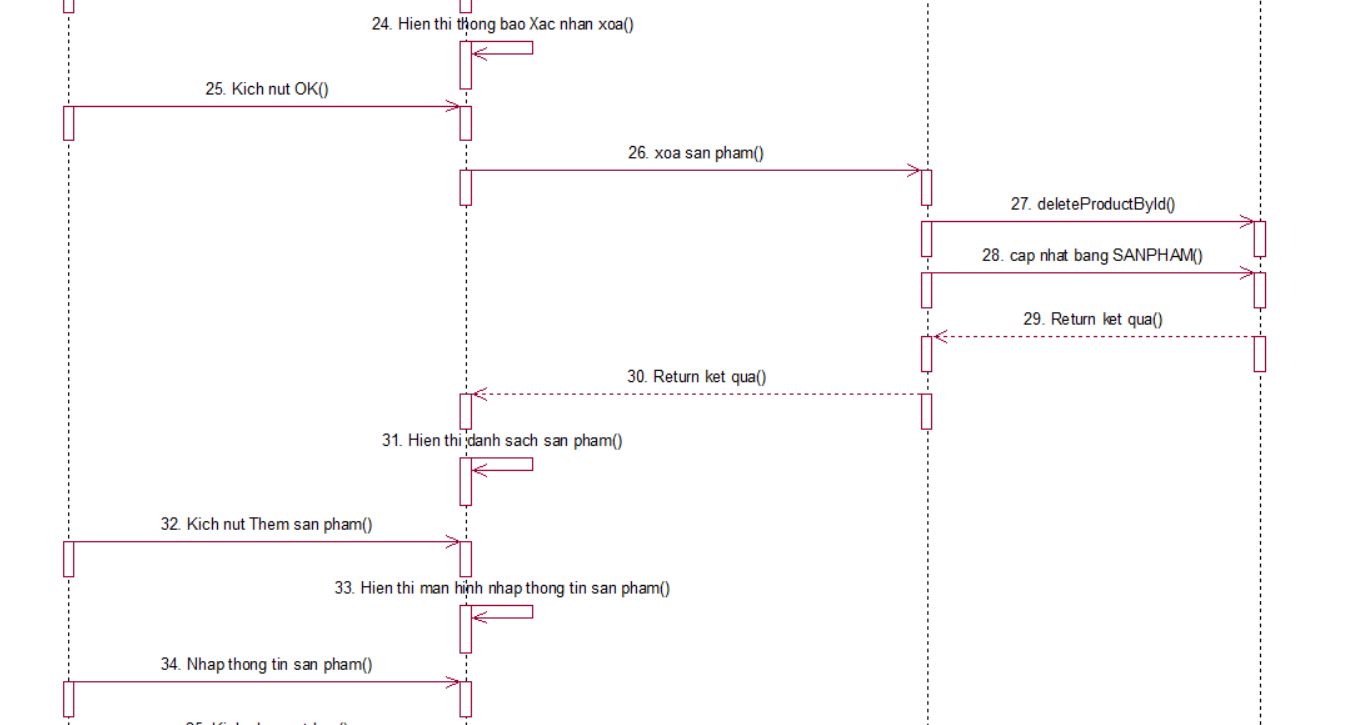 24. Hien thi thong bao Xac nhan xoa()
25. Kich nut OK()
26. xoa san pham()
27. deleteProductById()
28. cap nhat bang SANPHAM()
29. Return ket qua()
30. Return ket qua()
31. Hien thi danh sach san pham()
32. Kich nut Them san pham()
33. Hien thi man hinh nhap thong tin san pham()
34. Nhap thong tin san pham()